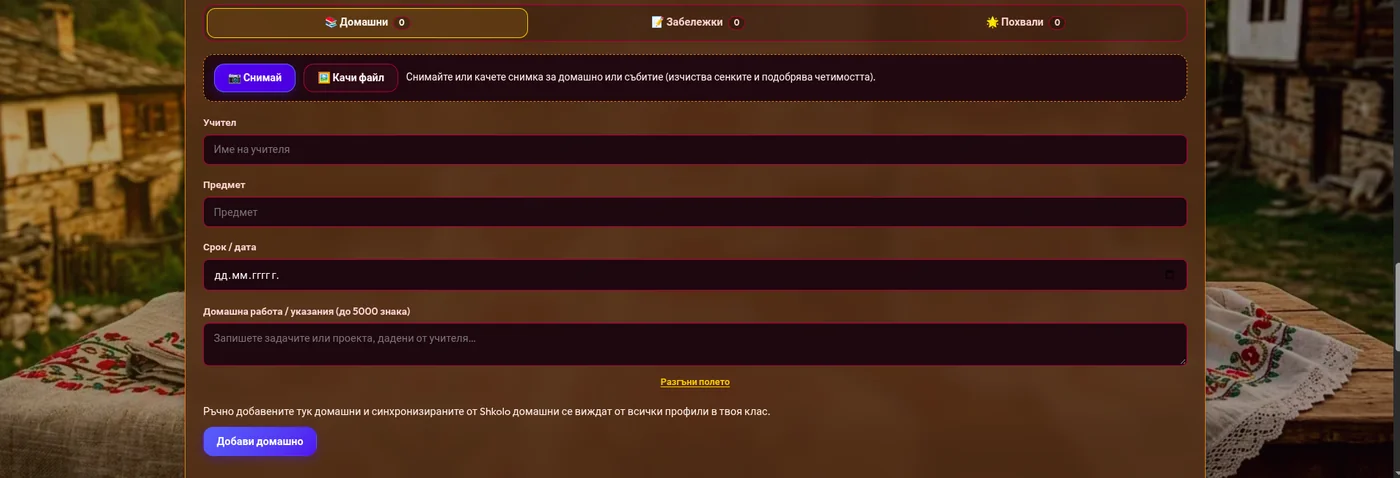 📚 Домашни 0 📝 Забележки 0 🌟 Похвали 0
📷 Снимай 🖼️ Качи файл Снимайте или качете снимка за домашно или събитие (изчиства сенките и подобрява четимостта).
Учител
Име на учителя
Предмет
Предмет
Срок / дата
дд.мм.гггг г.
Домашна работа / указания (до 5000 знака)
Запишете задачите или проекта, дадени от учителя...
Разгъни полето
Ръчно добавените тук домашни и синхронизираните от Shkolo домашни се виждат от всички профили в твоя клас.
Добави домашно